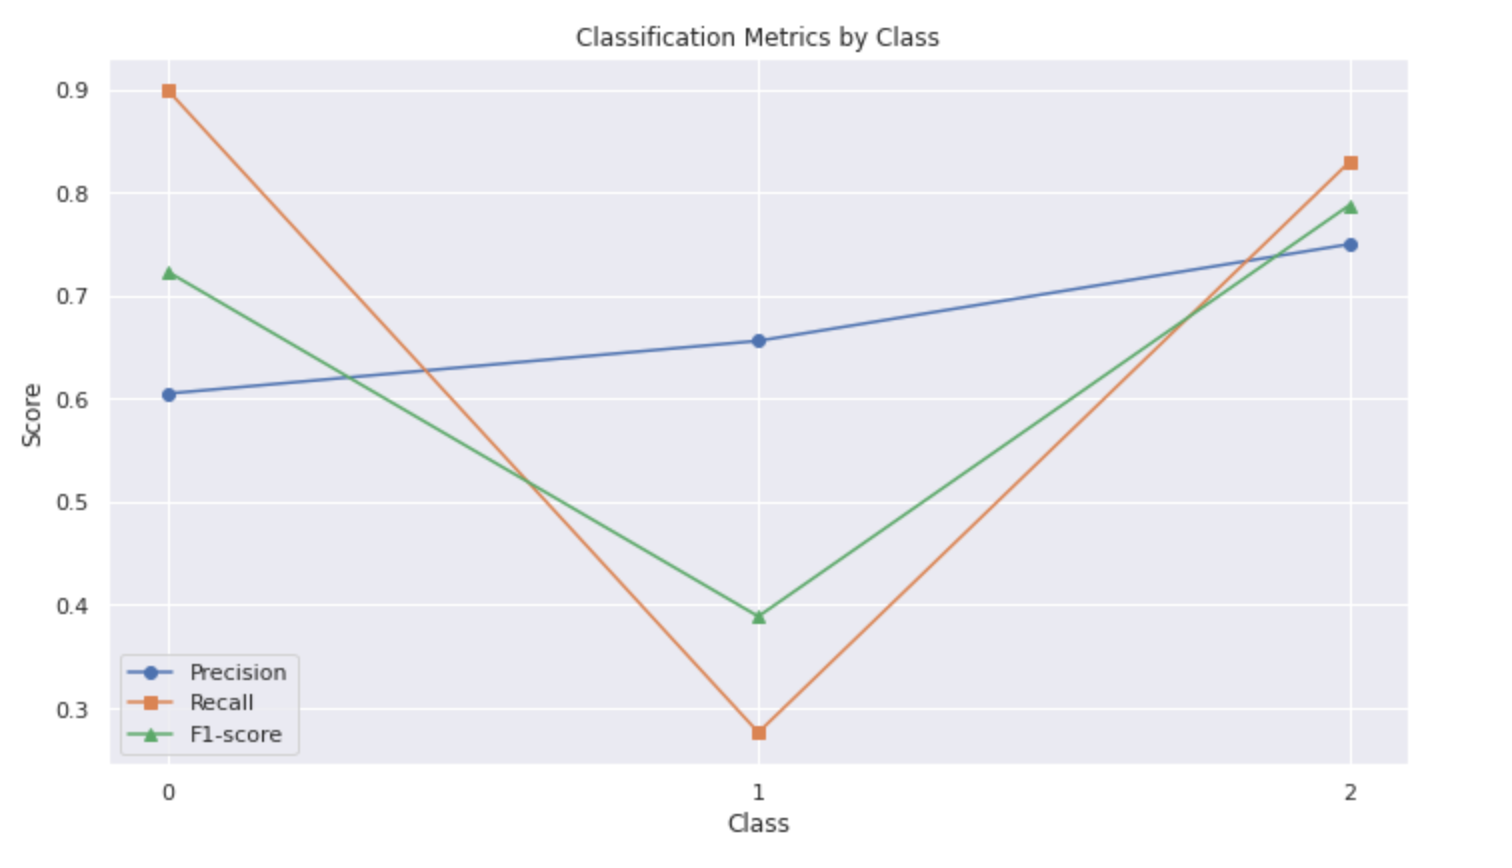 Classification Metrics by Class
0.9
0.8
0.7
0.6
0.5
0.4
0.3
Score
Precision
Recall
F1-score
0 1 2
Class